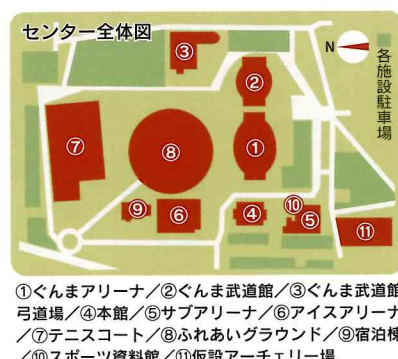 センター全体図
N
各施設駐車場
③
②
①
⑦
⑧
⑨
⑥
④
⑩
⑤
⑪
①ぐんまアリーナ／②ぐんま武道館／③ぐんま武道館
弓道場／④本館／⑤サブアリーナ／⑥アイスアリーナ
／⑦テニスコート／⑧ふれあいグラウンド／⑨宿泊棟
／⑩スポーツ資料館／⑪仮設アーチェリー場